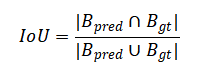 IoU = |B_pred ∩ B_gt| / |B_pred ∪ B_gt|